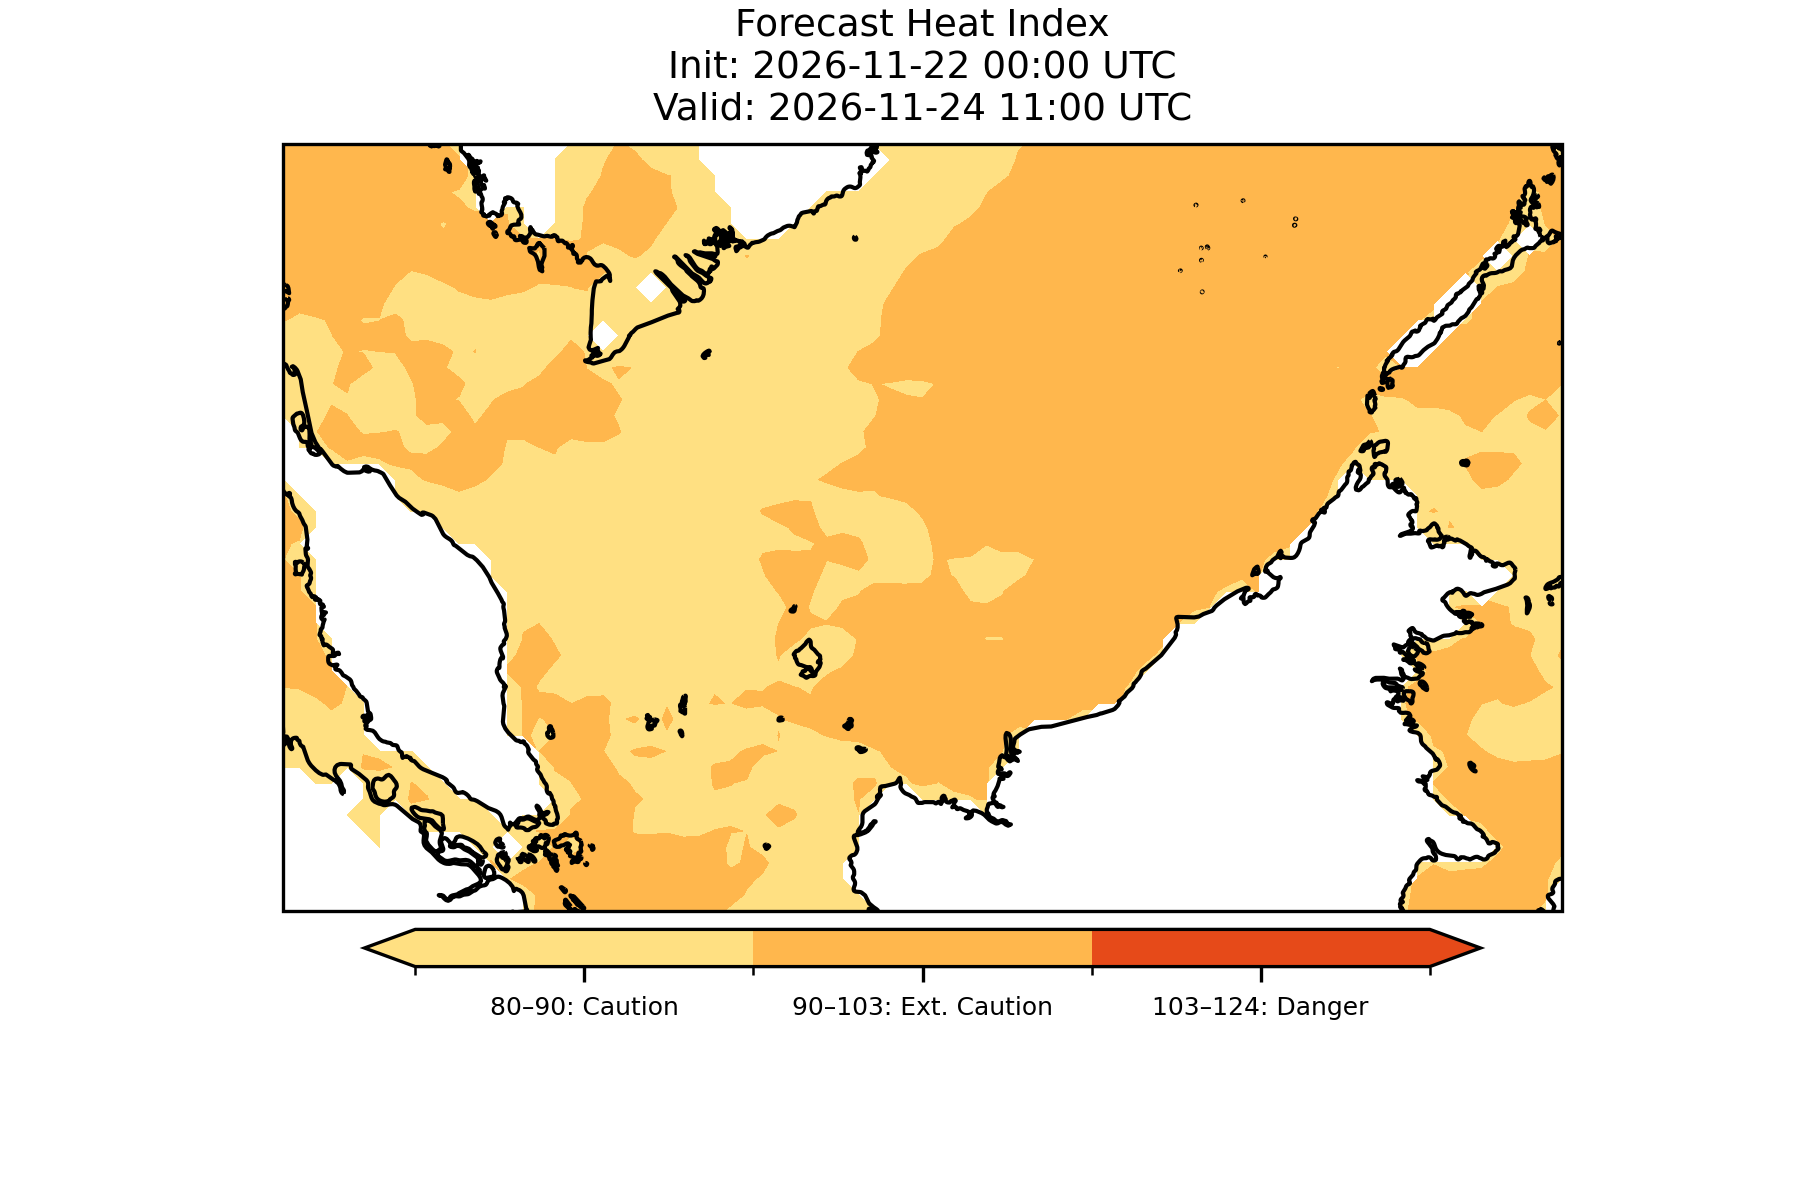 Forecast Heat Index
Init: 2026-11-22 00:00 UTC
Valid: 2026-11-24 11:00 UTC
80–90: Caution
90–103: Ext. Caution
103–124: Danger